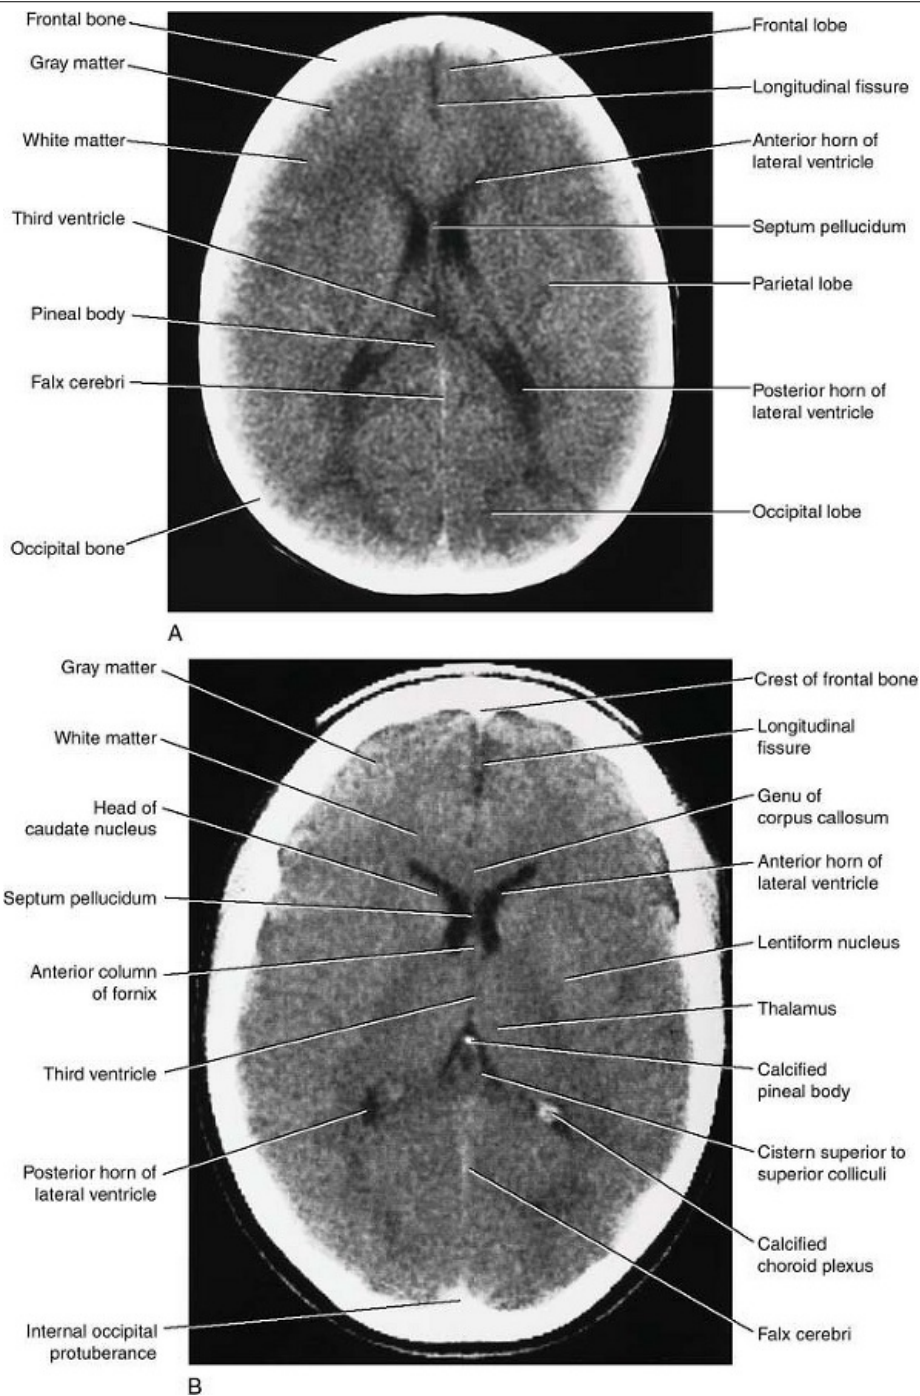 Frontal bone
Gray matter
White matter
Third ventricle
Pineal body
Falx cerebri
Occipital bone
Frontal lobe
Longitudinal fissure
Anterior horn of
lateral ventricle
Septum pellucidum
Parietal lobe
Posterior horn of
lateral ventricle
Occipital lobe
A
Gray matter
White matter
Head of
caudate nucleus
Septum pellucidum
Anterior column
of fornix
Third ventricle
Posterior horn of
lateral ventricle
Internal occipital
protuberance
Crest of frontal bone
Longitudinal
fissure
Genu of
corpus callosum
Anterior horn of
lateral ventricle
Lentiform nucleus
Thalamus
Calcified
pineal body
Cistern superior to
superior colliculi
Calcified
choroid plexus
Falx cerebri
B